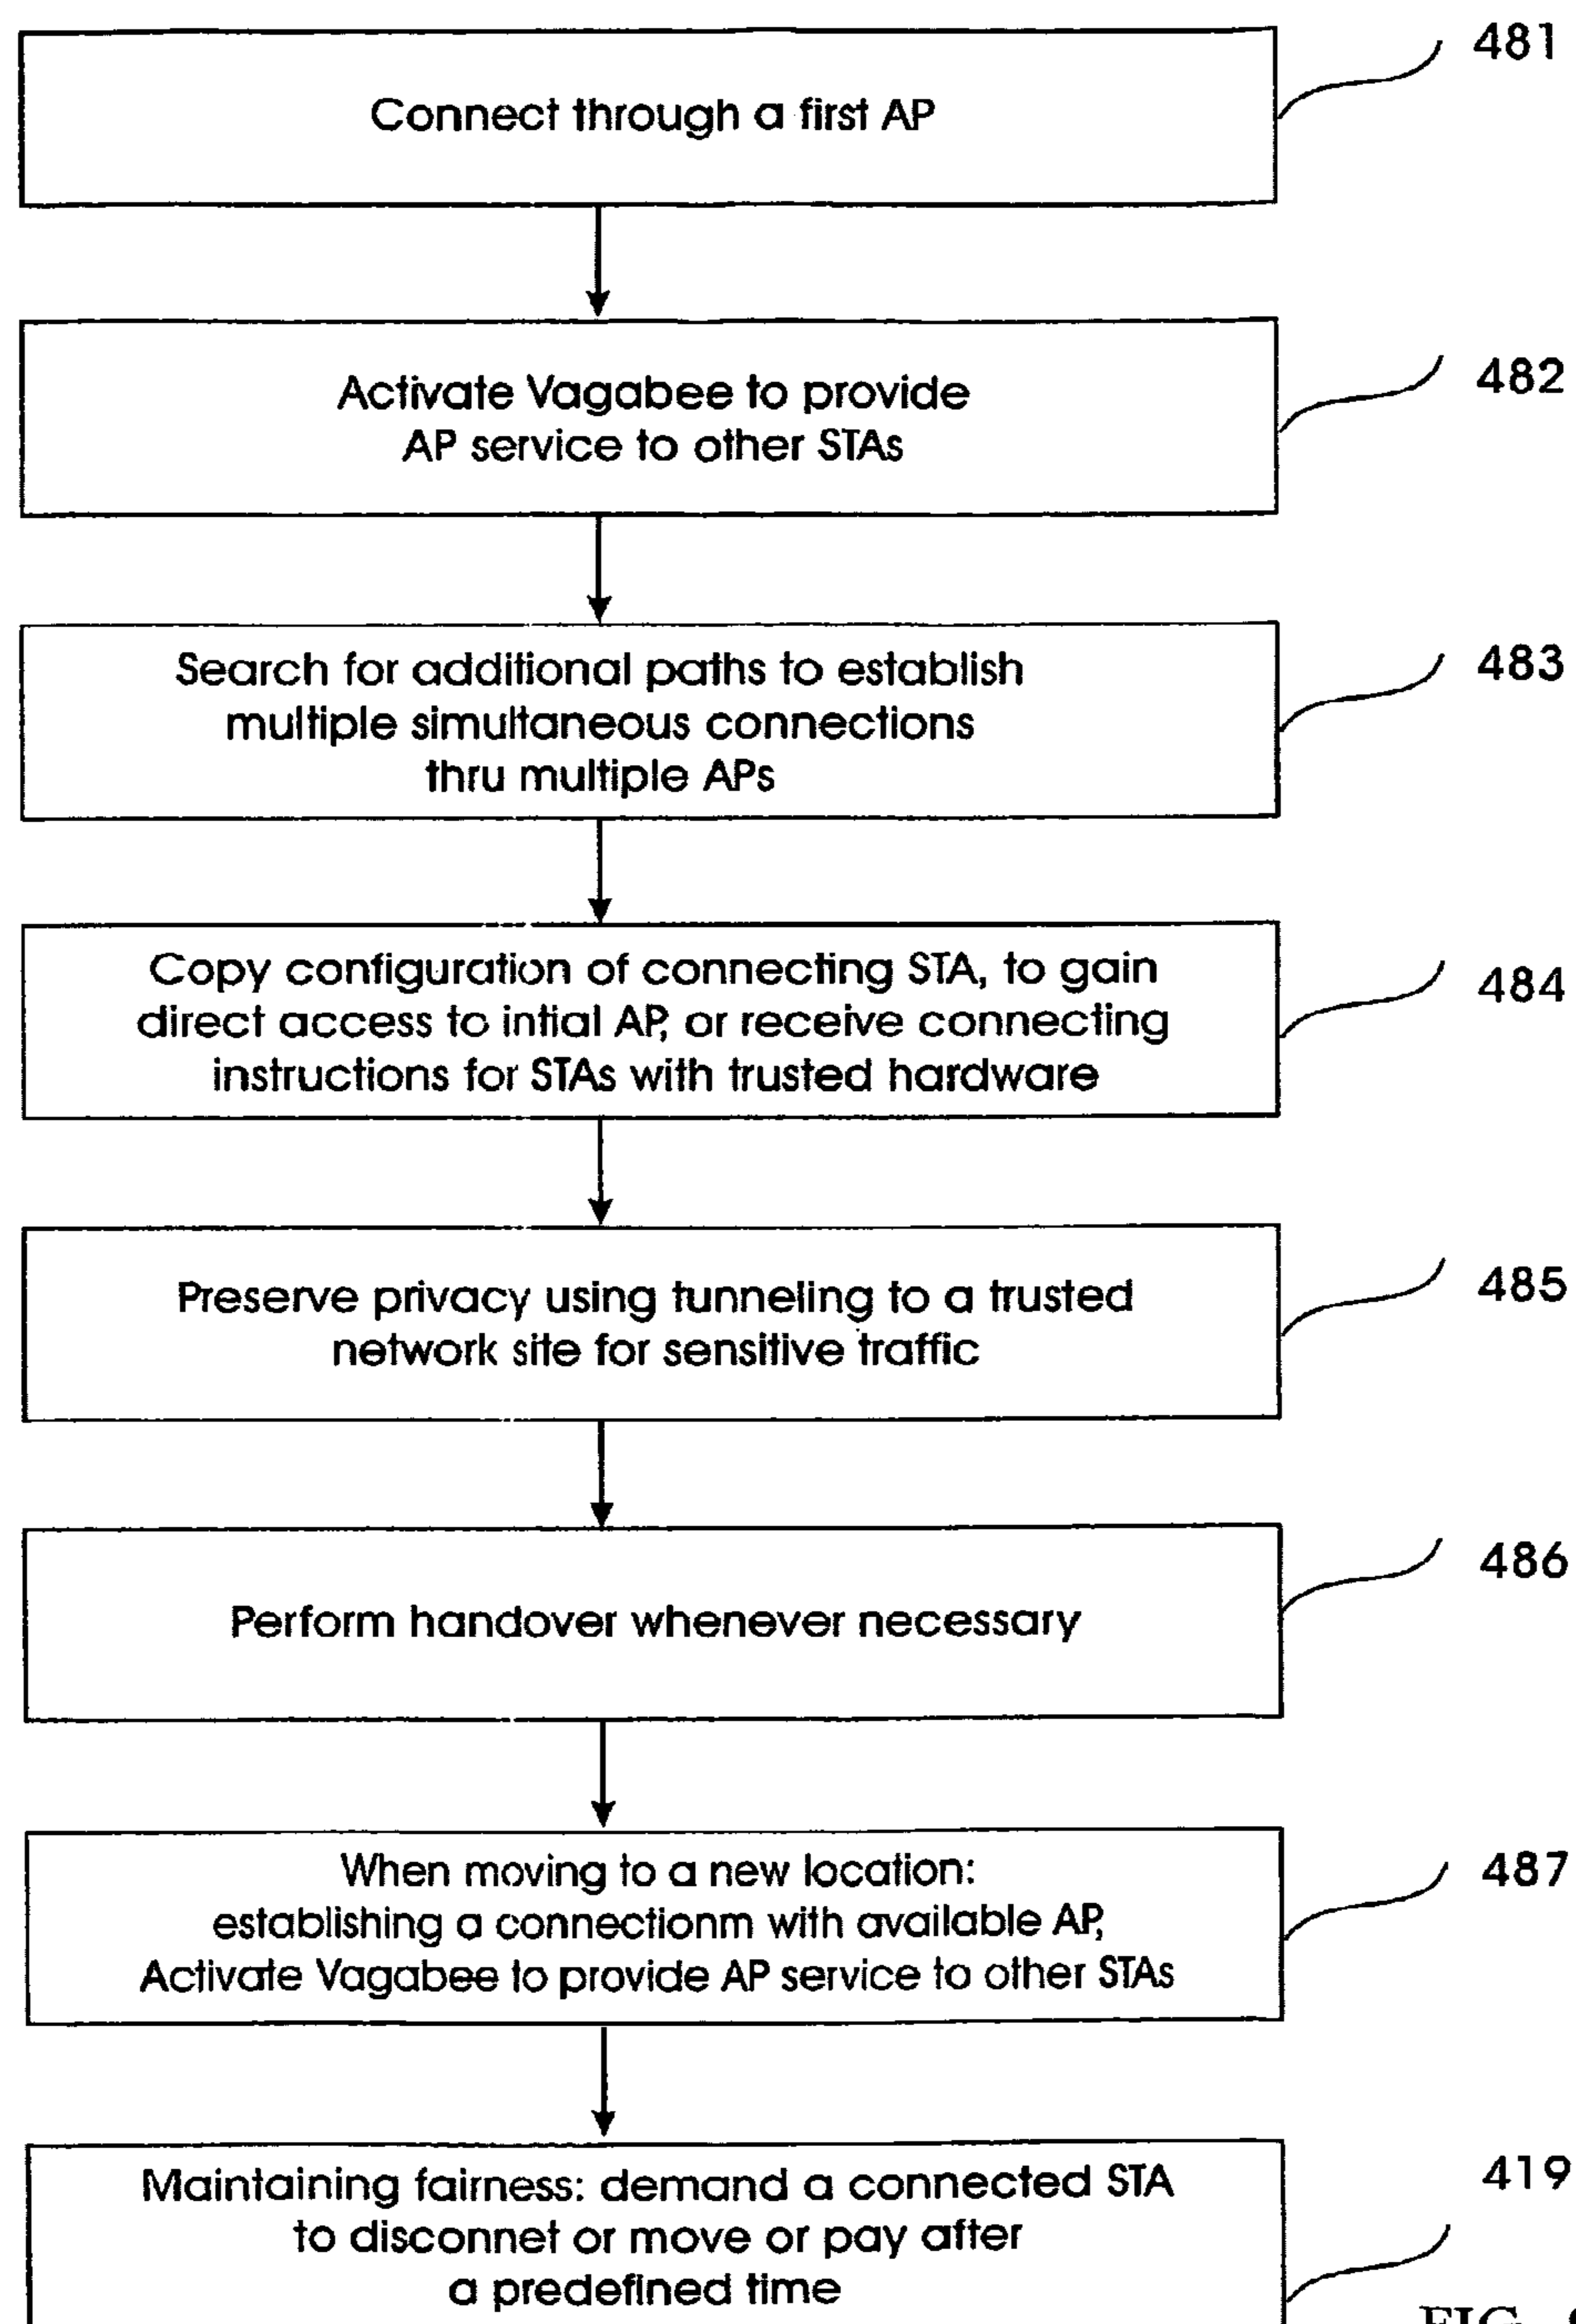 481
Connect through a first AP
482
Activate Vagabee to provide
AP service to other STAs
483
Search for additional paths to establish
multiple simultaneous connections
thru multiple APs
484
Copy configuration of connecting STA, to gain
direct access to intial AP, or receive connecting
instructions for STAs with trusted hardware
485
Preserve privacy using tunneling to a trusted
network site for sensitive traffic
486
Perform handover whenever necessary
487
When moving to a new location:
establishing a connectionm with available AP,
Activate Vagabee to provide AP service to other STAs
419
Maintaining fairness: demand a connected STA
to disconnet or move or pay after
a predefined time
FIG.